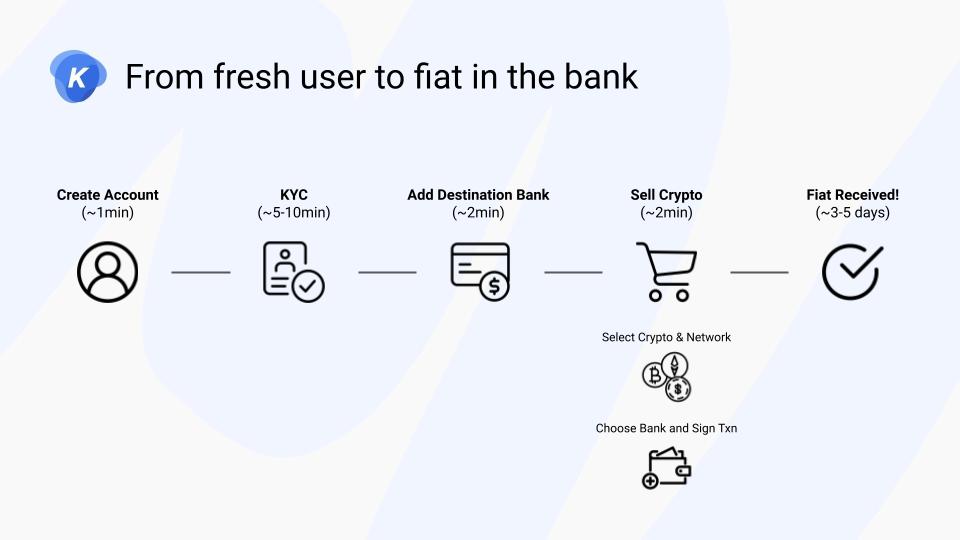 K
From fresh user to fiat in the bank
Create Account
(~1min)
KYC
(~5-10min)
Add Destination Bank
(~2min)
Sell Crypto
(~2min)
Fiat Received!
(~3-5 days)
$
Select Crypto & Network
₿
$
Choose Bank and Sign Txn